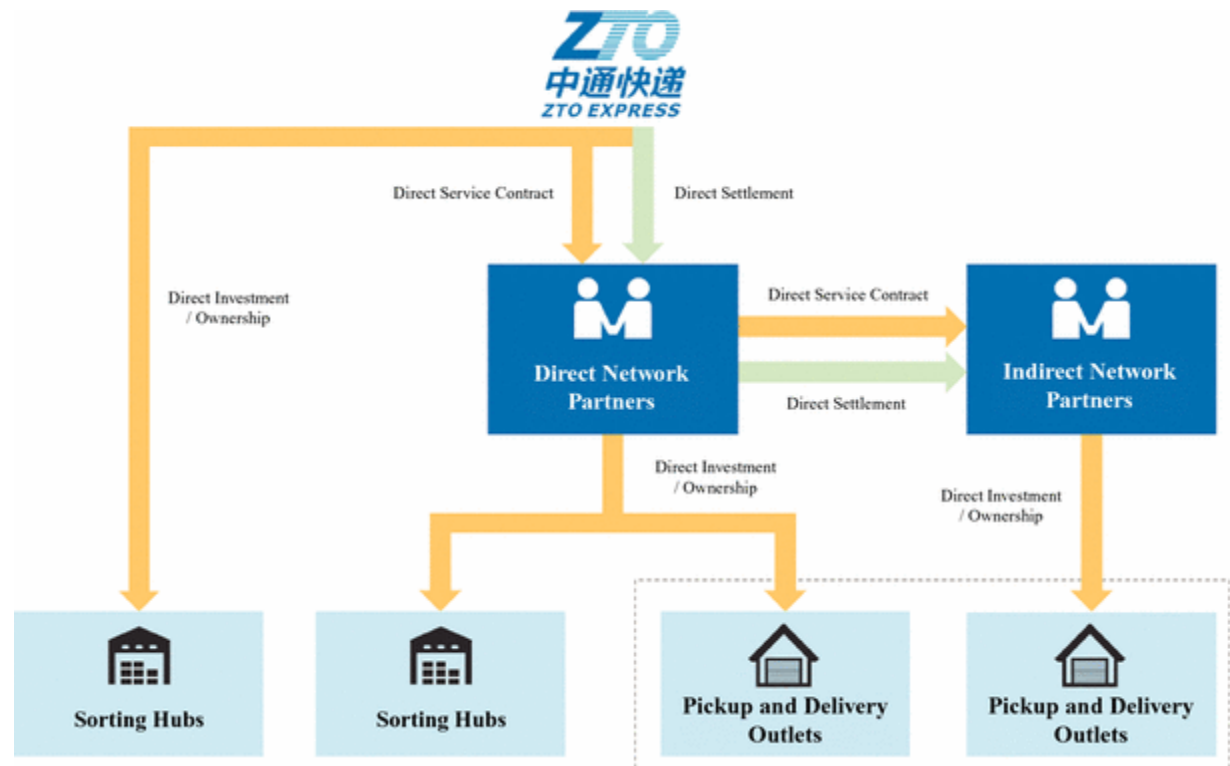 ZTO
中通快递
ZTO EXPRESS
Direct Service Contract
Direct Settlement
Direct Investment
/ Ownership
Direct Service Contract
Direct Network
Partners
Indirect Network
Partners
Direct Settlement
Direct Investment
/ Ownership
Direct Investment
/ Ownership
Sorting Hubs
Sorting Hubs
Pickup and Delivery
Outlets
Pickup and Delivery
Outlets